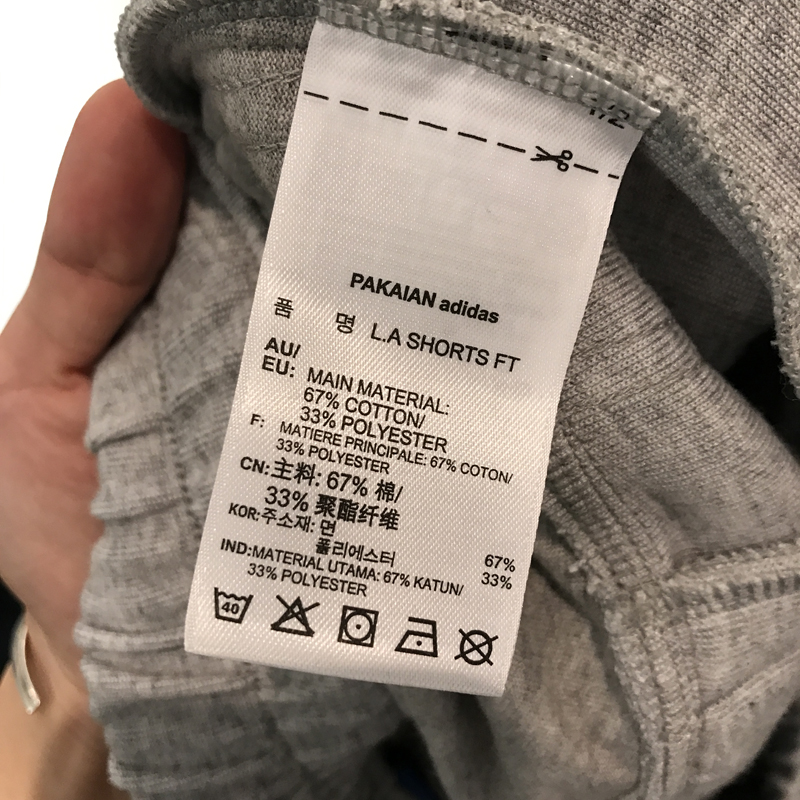 1/2
PAKAIAN adidas
품 명 L.A SHORTS FT
AU/
EU: MAIN MATERIAL:
67% COTTON/
33% POLYESTER
F: MATIERE PRINCIPALE: 67% COTON/
33% POLYESTER
CN:主料: 67% 棉/
33% 聚酯纤维
KOR:주소재: 면 67%
폴리에스터 33%
IND:MATERIAL UTAMA: 67% KATUN/
33% POLYESTER
40